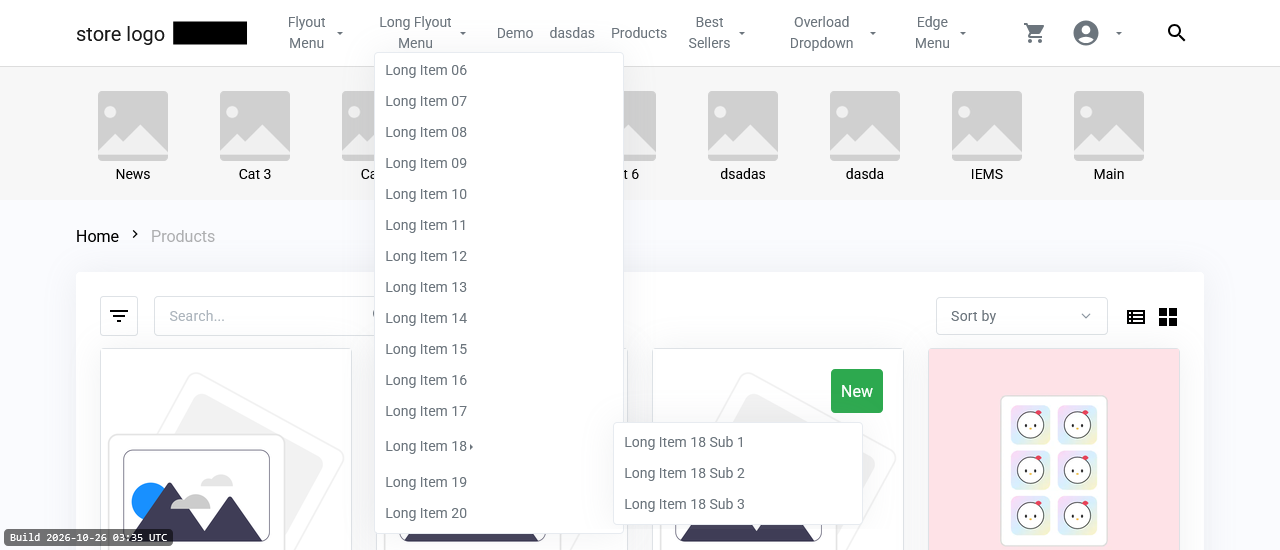 store logo
Flyout
Menu
Long Flyout
Menu
Demo
dasdas
Products
Best
Sellers
Overload
Dropdown
Edge
Menu
News
Cat 3
Ca
t 6
dsadas
dasda
IEMS
Main
Home
Products
Search...
Sort by
Long Item 06
Long Item 07
Long Item 08
Long Item 09
Long Item 10
Long Item 11
Long Item 12
Long Item 13
Long Item 14
Long Item 15
Long Item 16
Long Item 17
Long Item 18
Long Item 19
Long Item 20
Long Item 18 Sub 1
Long Item 18 Sub 2
Long Item 18 Sub 3
New
Build 2026-10-26 03:35 UTC